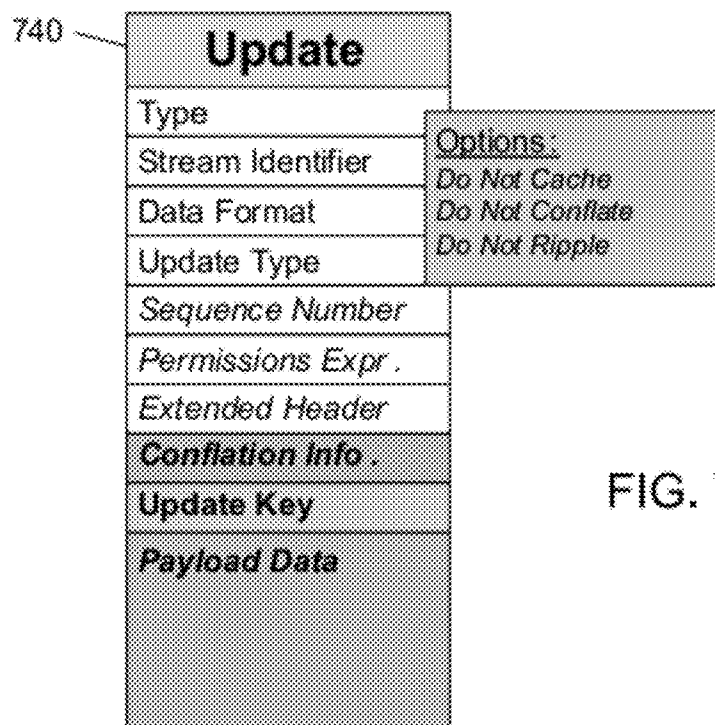 740
Update
Type
Stream Identifier
Data Format
Update Type
Options:
Do Not Cache
Do Not Conflate
Do Not Ripple
Sequence Number
Permissions Expr .
Extended Header
Conflation Info .
Update Key
Payload Data
FIG.